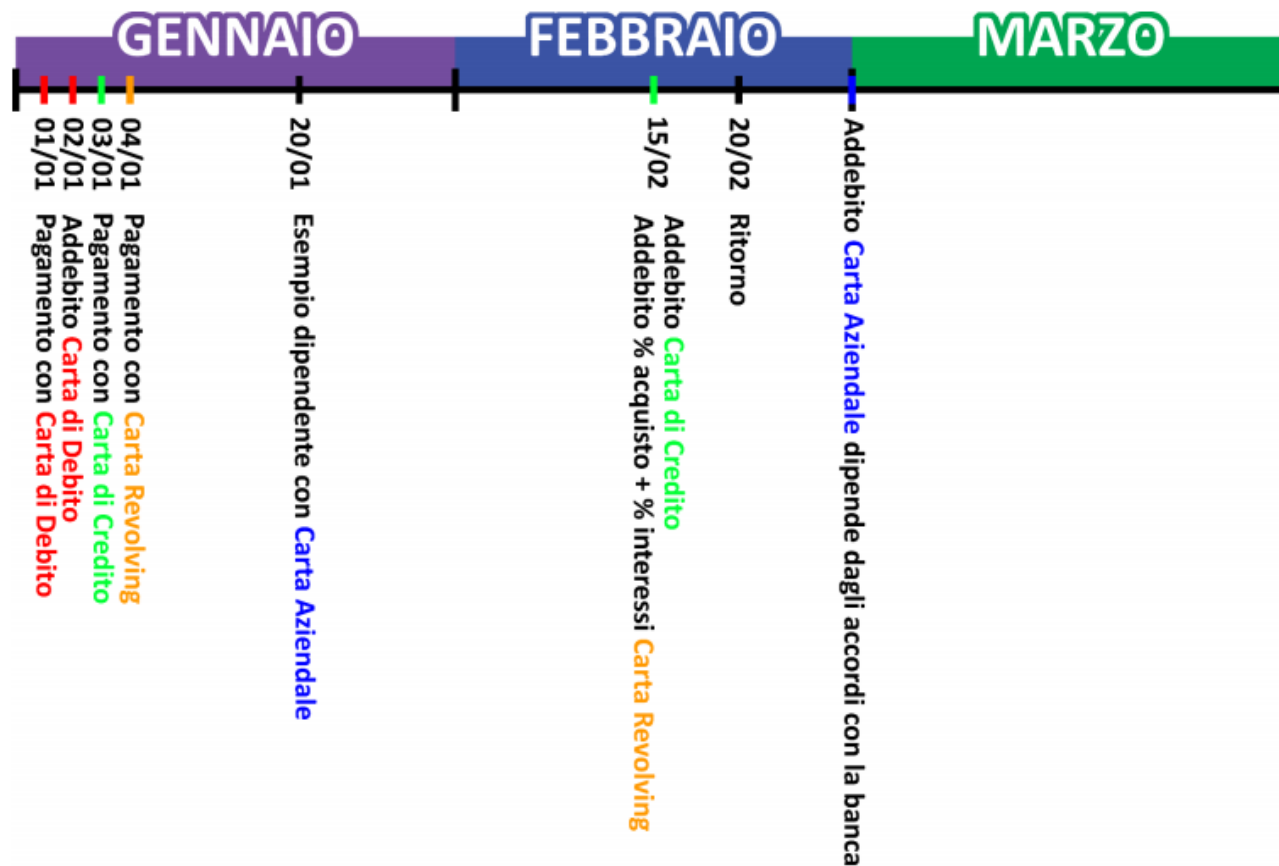 GENNAIO
FEBBRAIO
MARZO
01/01 Pagamento con Carta di Debito
02/01 Addebito Carta di Debito
03/01 Pagamento con Carta di Credito
04/01 Pagamento con Carta Revolving
20/01 Esempio dipendente con Carta Aziendale
15/02 Addebito Carta di Credito
Addebito % acquisto + % interessi Carta Revolving
20/02 Ritorno
Addebito Carta Aziendale dipende dagli accordi con la banca